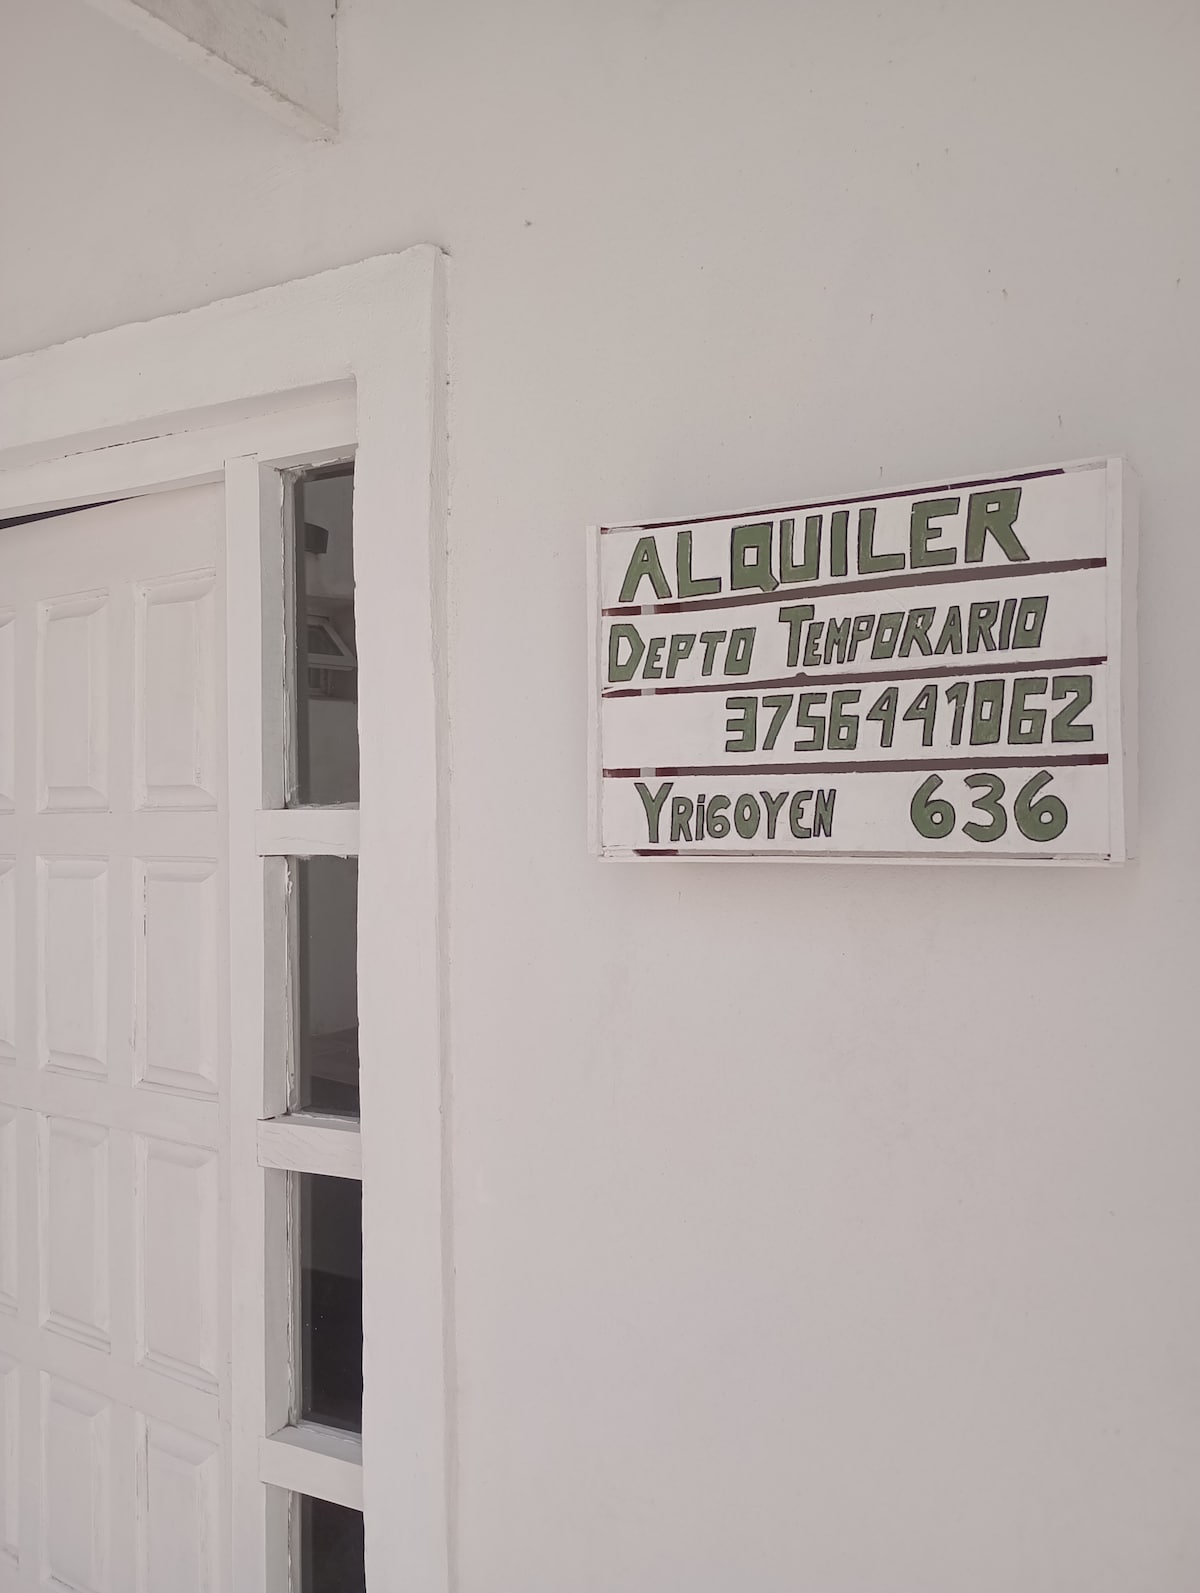 ALQUILER
DEPTO TEMPORARIO
3756441062
YRiGOYEN 636